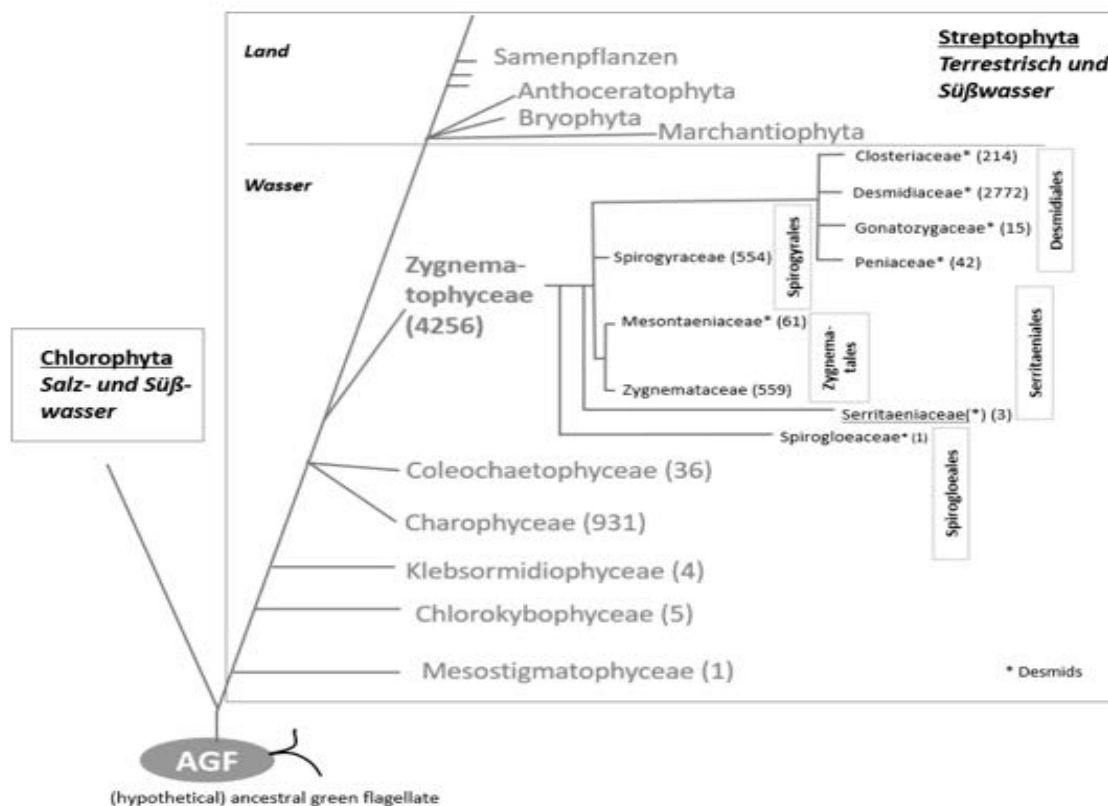 Land
Samenpflanzen
Anthoceratophyta
Bryophyta
Marchantiophyta
Streptophyta
Terrestrisch und
Süßwasser
Wasser
Closteriaceae* (214)
Desmidiaceae* (2772)
Gonatozygaceae* (15)
Peniaceae* (42)
Desmidiales
Spirogyraceae (554)
Spirogyrales
Zygnema-
tophyceae
(4256)
Mesontaeniaceae* (61)
Zygnemataceae (559)
Zygnema-
tales
Serritaeniales
Serritaeniaceae(*) (3)
Spirogloeaceae* (1)
Spirogloeales
Chlorophyta
Salz- und Süß-
wasser
Coleochaetophyceae (36)
Charophyceae (931)
Klebsormidiophyceae (4)
Chlorokybophyceae (5)
Mesostigmatophyceae (1)
* Desmids
AGF
(hypothetical) ancestral green flagellate